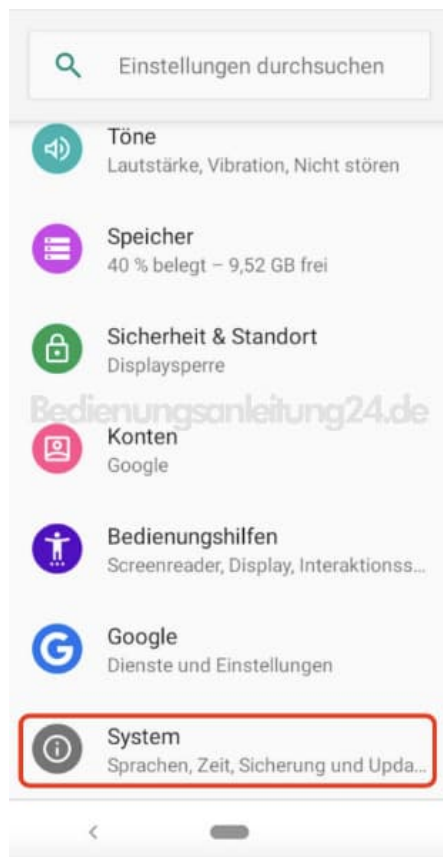 Einstellungen durchsuchen
Töne
Lautstärke, Vibration, Nicht stören
Speicher
40 % belegt – 9,52 GB frei
Sicherheit & Standort
Displaysperre
Bedienungsanleitung24.de
Konten
Google
Bedienungshilfen
Screenreader, Display, Interaktionss...
Google
Dienste und Einstellungen
System
Sprachen, Zeit, Sicherung und Upda...